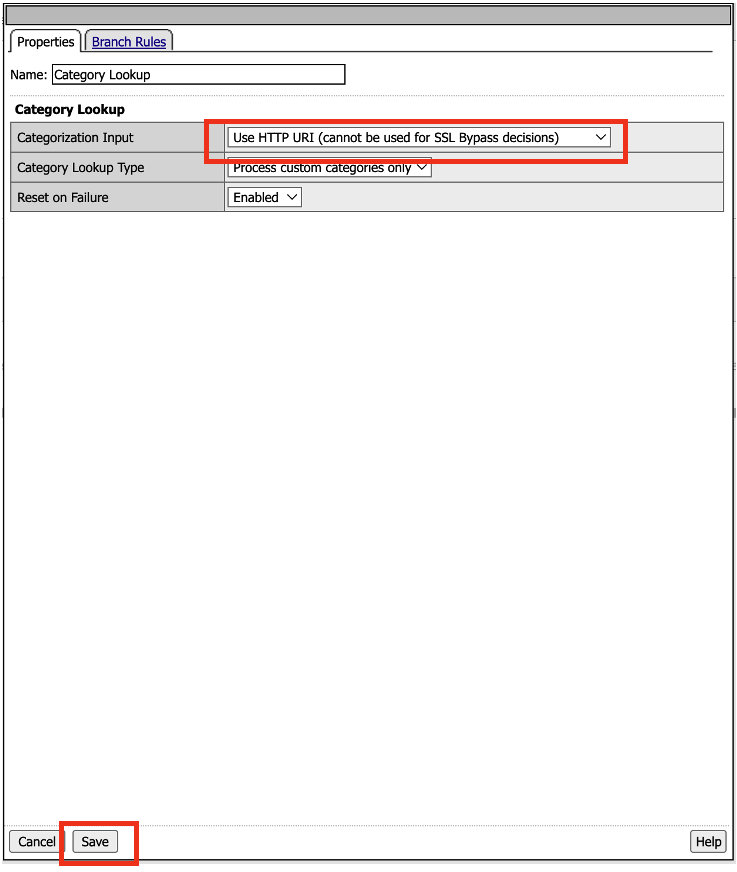 Properties Branch Rules
Name: Category Lookup
Category Lookup
Categorization Input Use HTTP URI (cannot be used for SSL Bypass decisions)
Category Lookup Type Process custom categories only
Reset on Failure Enabled
Cancel Save Help